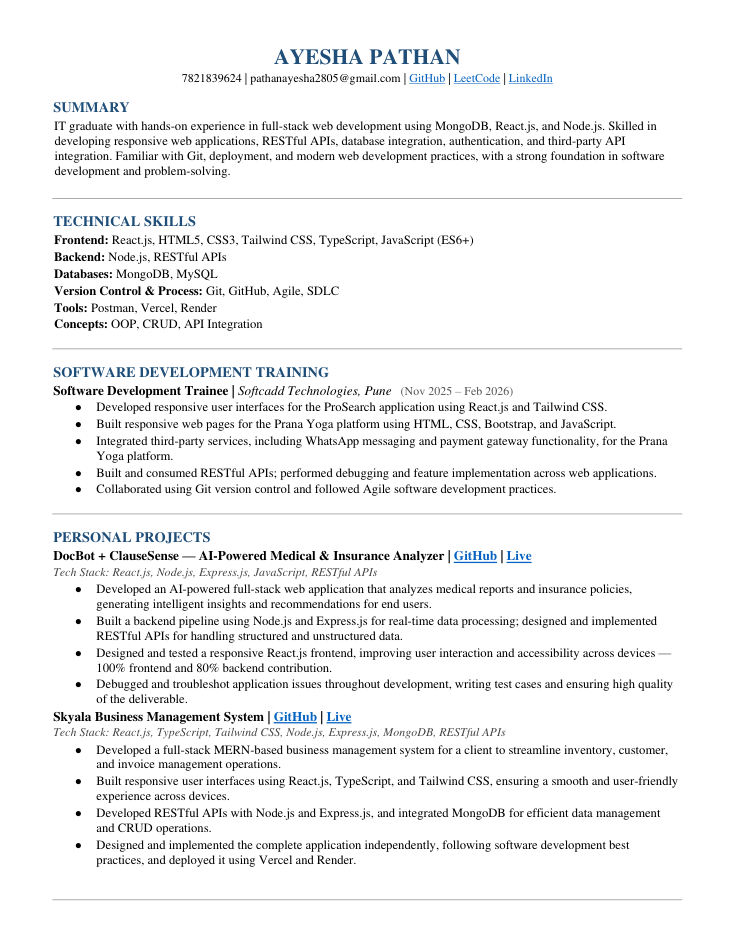 AYESHA PATHAN
7821839624 | pathanayesha2805@gmail.com | GitHub | LeetCode | LinkedIn
SUMMARY
IT graduate with hands-on experience in full-stack web development using MongoDB, React.js, and Node.js. Skilled in
developing responsive web applications, RESTful APIs, database integration, authentication, and third-party API
integration. Familiar with Git, deployment, and modern web development practices, with a strong foundation in software
development and problem-solving.
TECHNICAL SKILLS
Frontend: React.js, HTML5, CSS3, Tailwind CSS, TypeScript, JavaScript (ES6+)
Backend: Node.js, RESTful APIs
Databases: MongoDB, MySQL
Version Control & Process: Git, GitHub, Agile, SDLC
Tools: Postman, Vercel, Render
Concepts: OOP, CRUD, API Integration
SOFTWARE DEVELOPMENT TRAINING
Software Development Trainee | Softcadd Technologies, Pune (Nov 2025 – Feb 2026)
● Developed responsive user interfaces for the ProSearch application using React.js and Tailwind CSS.
● Built responsive web pages for the Prana Yoga platform using HTML, CSS, Bootstrap, and JavaScript.
● Integrated third-party services, including WhatsApp messaging and payment gateway functionality, for the Prana
Yoga platform.
● Built and consumed RESTful APIs; performed debugging and feature implementation across web applications.
● Collaborated using Git version control and followed Agile software development practices.
PERSONAL PROJECTS
DocBot + ClauseSense — AI-Powered Medical & Insurance Analyzer | GitHub | Live
Tech Stack: React.js, Node.js, Express.js, JavaScript, RESTful APIs
● Developed an AI-powered full-stack web application that analyzes medical reports and insurance policies,
generating intelligent insights and recommendations for end users.
● Built a backend pipeline using Node.js and Express.js for real-time data processing; designed and implemented
RESTful APIs for handling structured and unstructured data.
● Designed and tested a responsive React.js frontend, improving user interaction and accessibility across devices —
100% frontend and 80% backend contribution.
● Debugged and troubleshot application issues throughout development, writing test cases and ensuring high quality
of the deliverable.
Skyala Business Management System | GitHub | Live
Tech Stack: React.js, TypeScript, Tailwind CSS, Node.js, Express.js, MongoDB, RESTful APIs
● Developed a full-stack MERN-based business management system for a client to streamline inventory, customer,
and invoice management operations.
● Built responsive user interfaces using React.js, TypeScript, and Tailwind CSS, ensuring a smooth and user-friendly
experience across devices.
● Developed RESTful APIs with Node.js and Express.js, and integrated MongoDB for efficient data management
and CRUD operations.
● Designed and implemented the complete application independently, following software development best
practices, and deployed it using Vercel and Render.